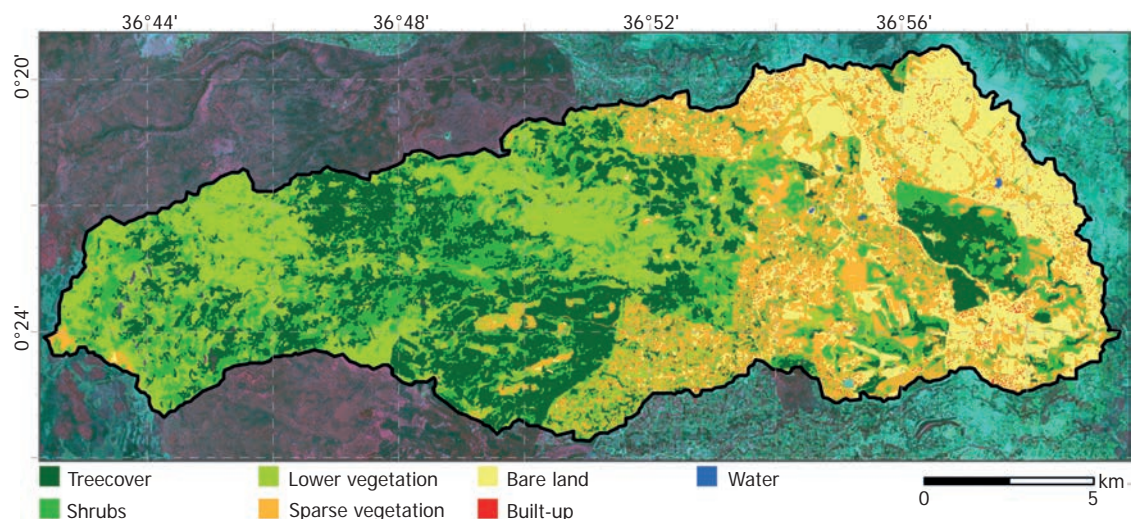 36°44' 36°48' 36°52' 36°56'
0°20'
0°24'
Treecover Lower vegetation Bare land Water
Shrubs Sparse vegetation Built-up
km
0 5